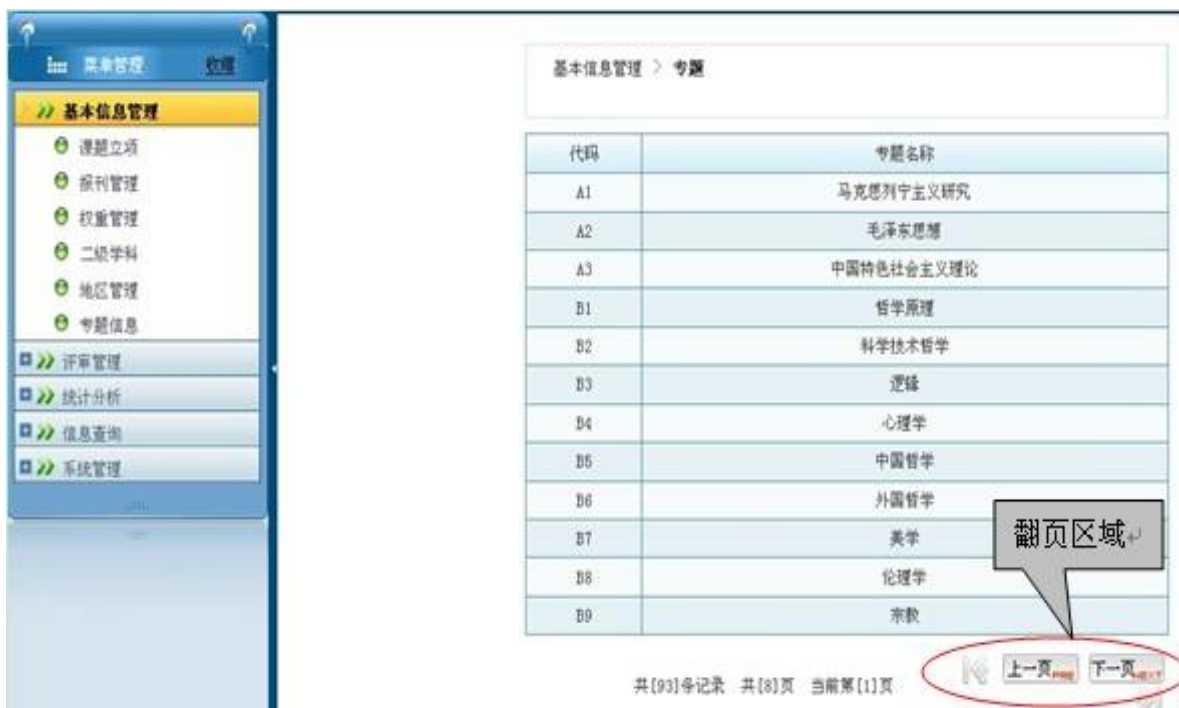 菜单管理 收缩
基本信息管理
课题立项
报刊管理
权重管理
二级学科
地区管理
专题信息
评审管理
统计分析
信息查询
系统管理
基本信息管理 > 专题
代码 专题名称
A1 马克思列宁主义研究
A2 毛泽东思想
A3 中国特色社会主义理论
B1 哲学原理
B2 科学技术哲学
B3 逻辑
B4 心理学
B5 中国哲学
B6 外国哲学
B7 美学
B8 伦理学
B9 宗教
翻页区域
上一页PRE 下一页NEXT
共[93]条记录 共[8]页 当前第[1]页